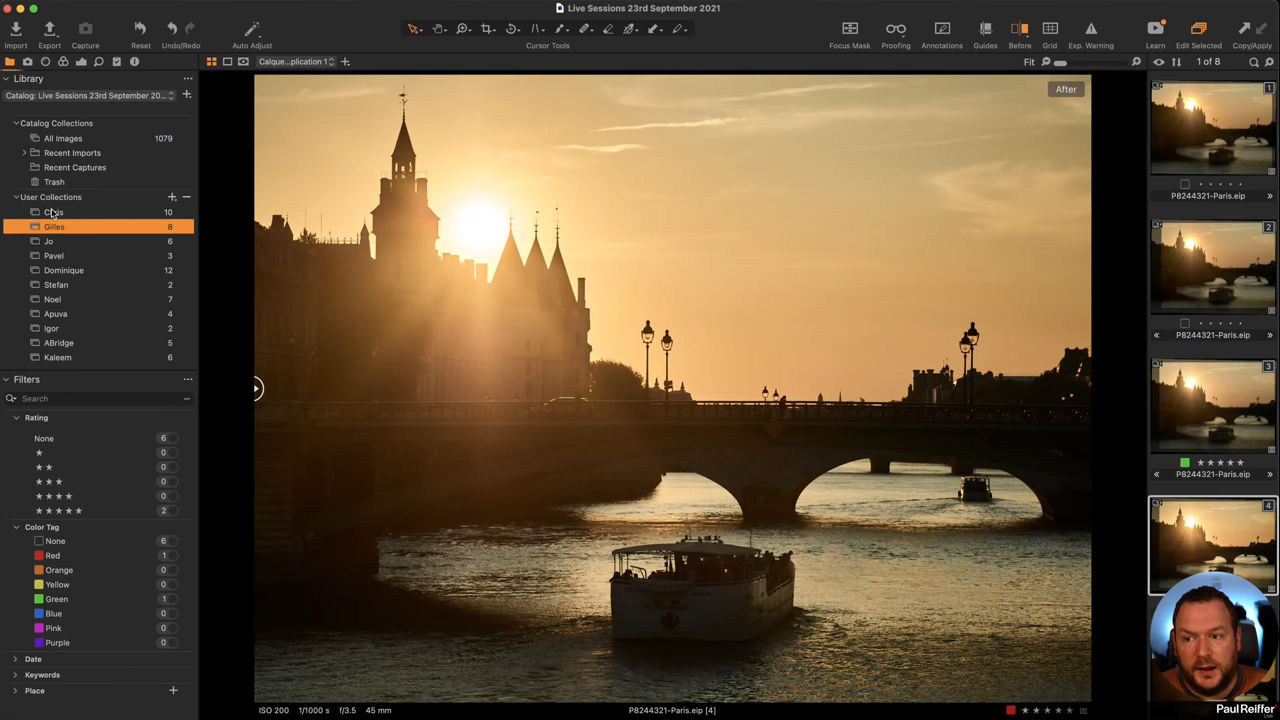 Live Sessions 23rd September 2021
Import
Export
Capture
Reset
Undo/Redo
Auto Adjust
Cursor Tools
Focus Mask
Proofing
Annotations
Guides
Before
Grid
Exp. Warning
Learn
Edit Selected
Copy/Apply
Calque...plication 1
Fit
1 of 8
Library
Catalog: Live Sessions 23rd September 20...
Catalog Collections
All Images 1079
Recent Imports
Recent Captures
Trash
User Collections
10
Gilles 8
Jo 6
Pavel 3
Dominique 12
Stefan 2
Noel 7
Apuva 4
Igor 2
ABridge 5
Kaleem 6
Filters
Search
Rating
None 6
★ 0
★ ★ 0
★ ★ ★ 0
★ ★ ★ ★ 0
★ ★ ★ ★ ★ 2
Color Tag
None 6
Red 1
Orange 0
Yellow 0
Green 1
Blue 0
Pink 0
Purple 0
Date
Keywords
Place
After
ISO 200 1/1000 s f/3.5 45 mm
P8244321-Paris.eip [4]
★ ★ ★ ★ ★
1
P8244321-Paris.eip »
2
« P8244321-Paris.eip »
3
★ ★ ★ ★ ★
« P8244321-Paris.eip »
4
Paul Reiffer
Live